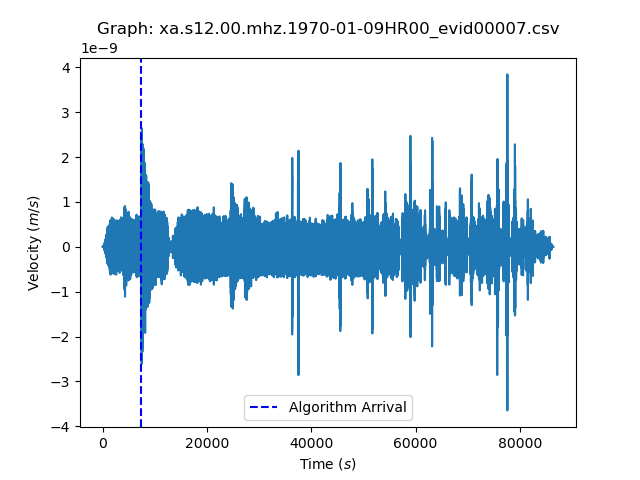 Graph: xa.s12.00.mhz.1970-01-09HR00_evid00007.csv
1e−9
4
3
2
1
0
−1
−2
−3
−4
Velocity (m/s)
Algorithm Arrival
0 20000 40000 60000 80000
Time (s)